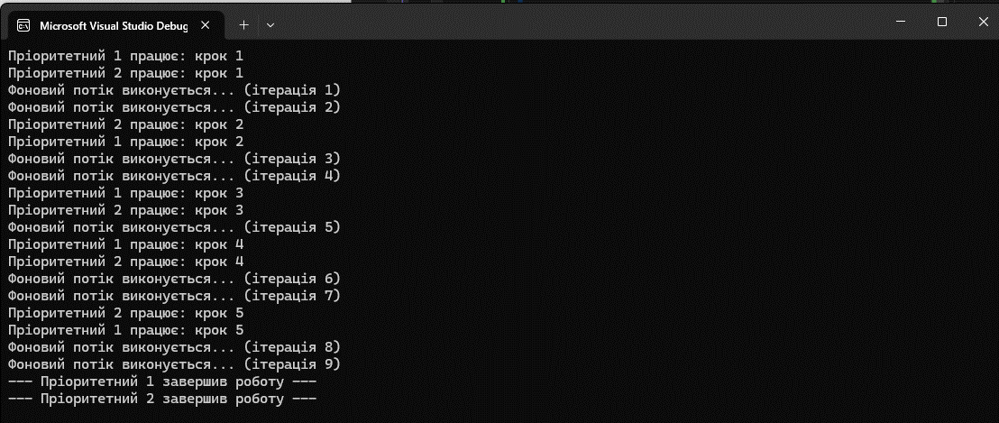 Microsoft Visual Studio Debug
Пріоритетний 1 працює: крок 1
Пріоритетний 2 працює: крок 1
Фоновий потік виконується... (ітерація 1)
Фоновий потік виконується... (ітерація 2)
Пріоритетний 2 працює: крок 2
Пріоритетний 1 працює: крок 2
Фоновий потік виконується... (ітерація 3)
Фоновий потік виконується... (ітерація 4)
Пріоритетний 1 працює: крок 3
Пріоритетний 2 працює: крок 3
Фоновий потік виконується... (ітерація 5)
Пріоритетний 1 працює: крок 4
Пріоритетний 2 працює: крок 4
Фоновий потік виконується... (ітерація 6)
Фоновий потік виконується... (ітерація 7)
Пріоритетний 2 працює: крок 5
Пріоритетний 1 працює: крок 5
Фоновий потік виконується... (ітерація 8)
Фоновий потік виконується... (ітерація 9)
--- Пріоритетний 1 завершив роботу ---
--- Пріоритетний 2 завершив роботу ---